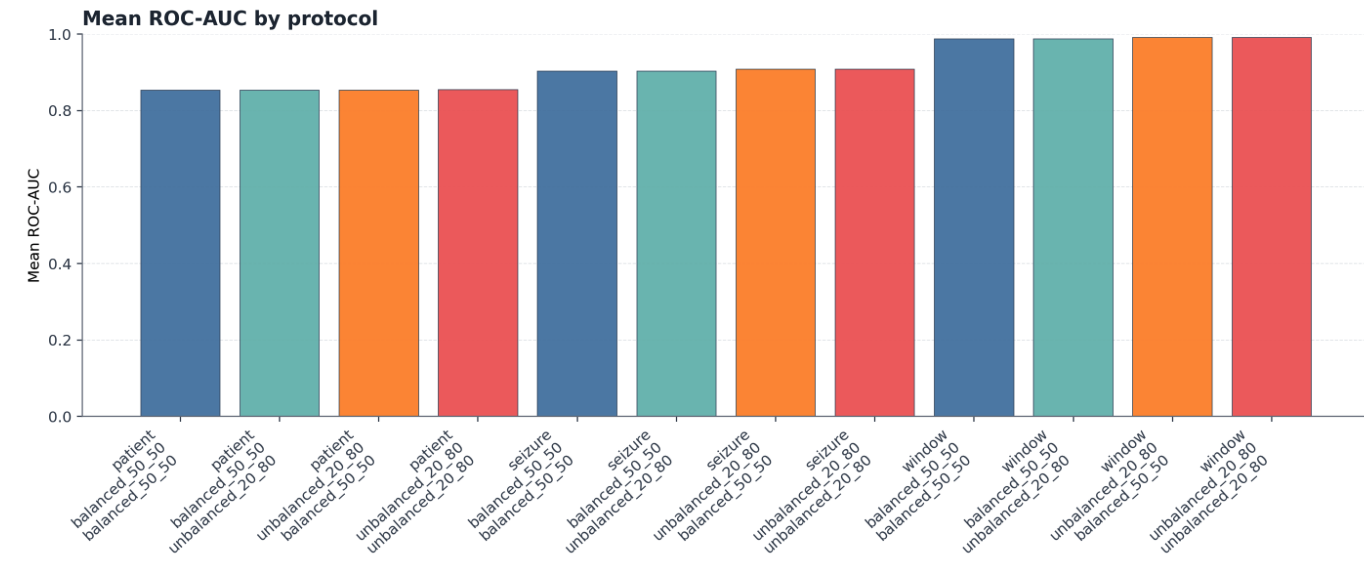 Mean ROC-AUC by protocol
1.0
0.8
0.6
0.4
0.2
0.0
Mean ROC-AUC
patient
balanced_50_50
balanced_50_50
patient
balanced_50_50
unbalanced_20_80
patient
unbalanced_20_80
balanced_50_50
patient
unbalanced_20_80
unbalanced_20_80
seizure
balanced_50_50
balanced_50_50
seizure
balanced_50_50
unbalanced_20_80
seizure
unbalanced_20_80
balanced_50_50
seizure
unbalanced_20_80
unbalanced_20_80
window
balanced_50_50
balanced_50_50
window
balanced_50_50
unbalanced_20_80
window
unbalanced_20_80
balanced_50_50
window
unbalanced_20_80
unbalanced_20_80